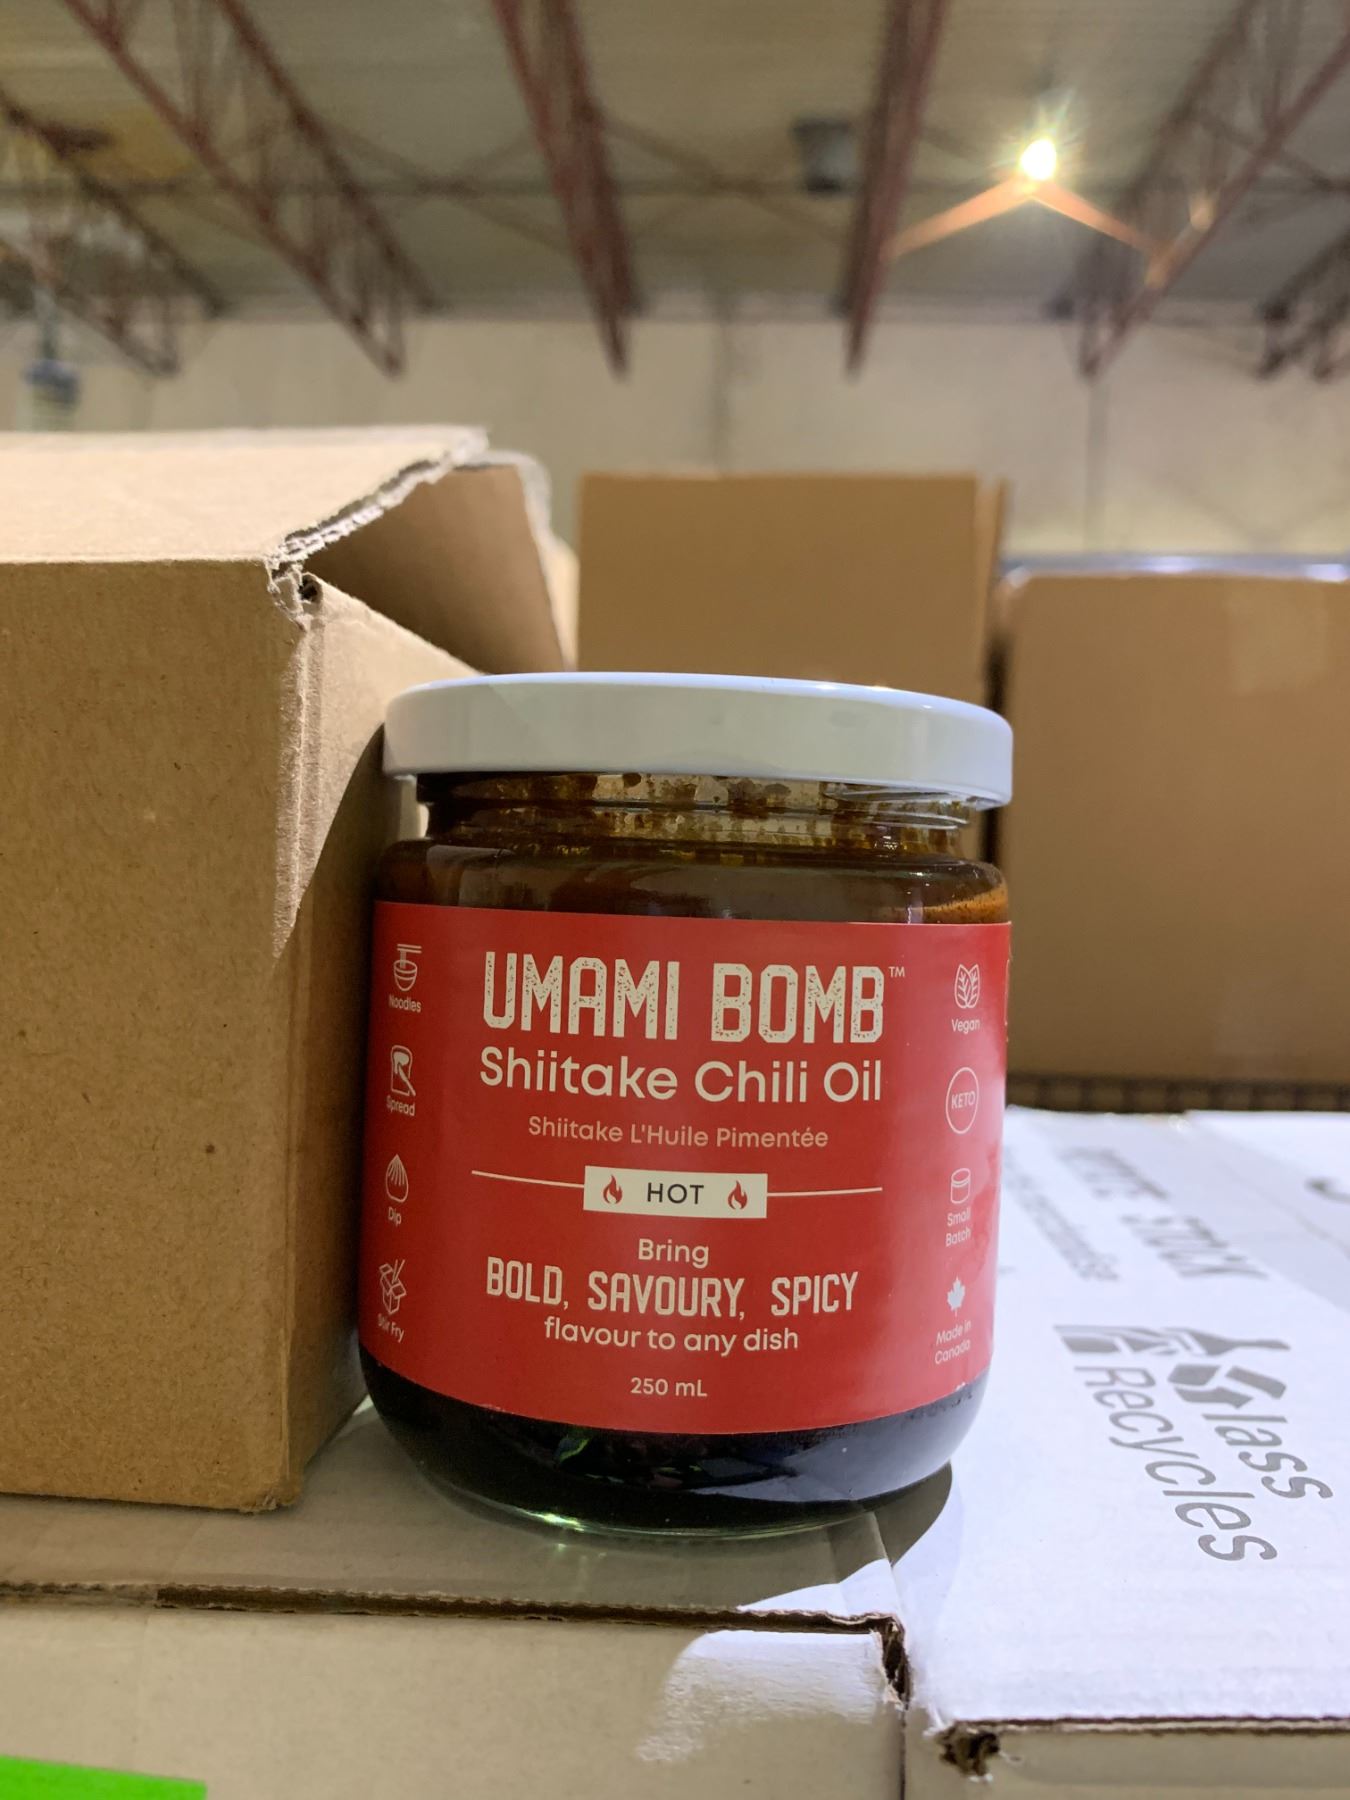 UMAMI BOMB™
Shiitake Chili Oil
Shiitake L'Huile Pimentée
HOT
Bring
BOLD, SAVOURY, SPICY
flavour to any dish
250 mL
Noodles
Spread
Dip
Stir Fry
Vegan
KETO
Small
Batch
Made in
Canada
Glass
Recycles